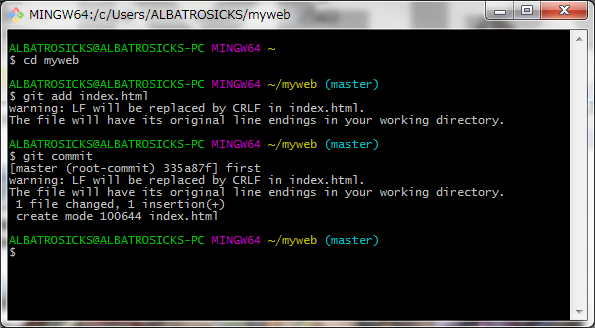 MINGW64:/c/Users/ALBATROSICKS/myweb
ALBATROSICKS@ALBATROSICKS-PC MINGW64 ~
$ cd myweb
ALBATROSICKS@ALBATROSICKS-PC MINGW64 ~/myweb (master)
$ git add index.html
warning: LF will be replaced by CRLF in index.html.
The file will have its original line endings in your working directory.
ALBATROSICKS@ALBATROSICKS-PC MINGW64 ~/myweb (master)
$ git commit
[master (root-commit) 335a87f] first
warning: LF will be replaced by CRLF in index.html.
The file will have its original line endings in your working directory.
 1 file changed, 1 insertion(+)
 create mode 100644 index.html
ALBATROSICKS@ALBATROSICKS-PC MINGW64 ~/myweb (master)
$